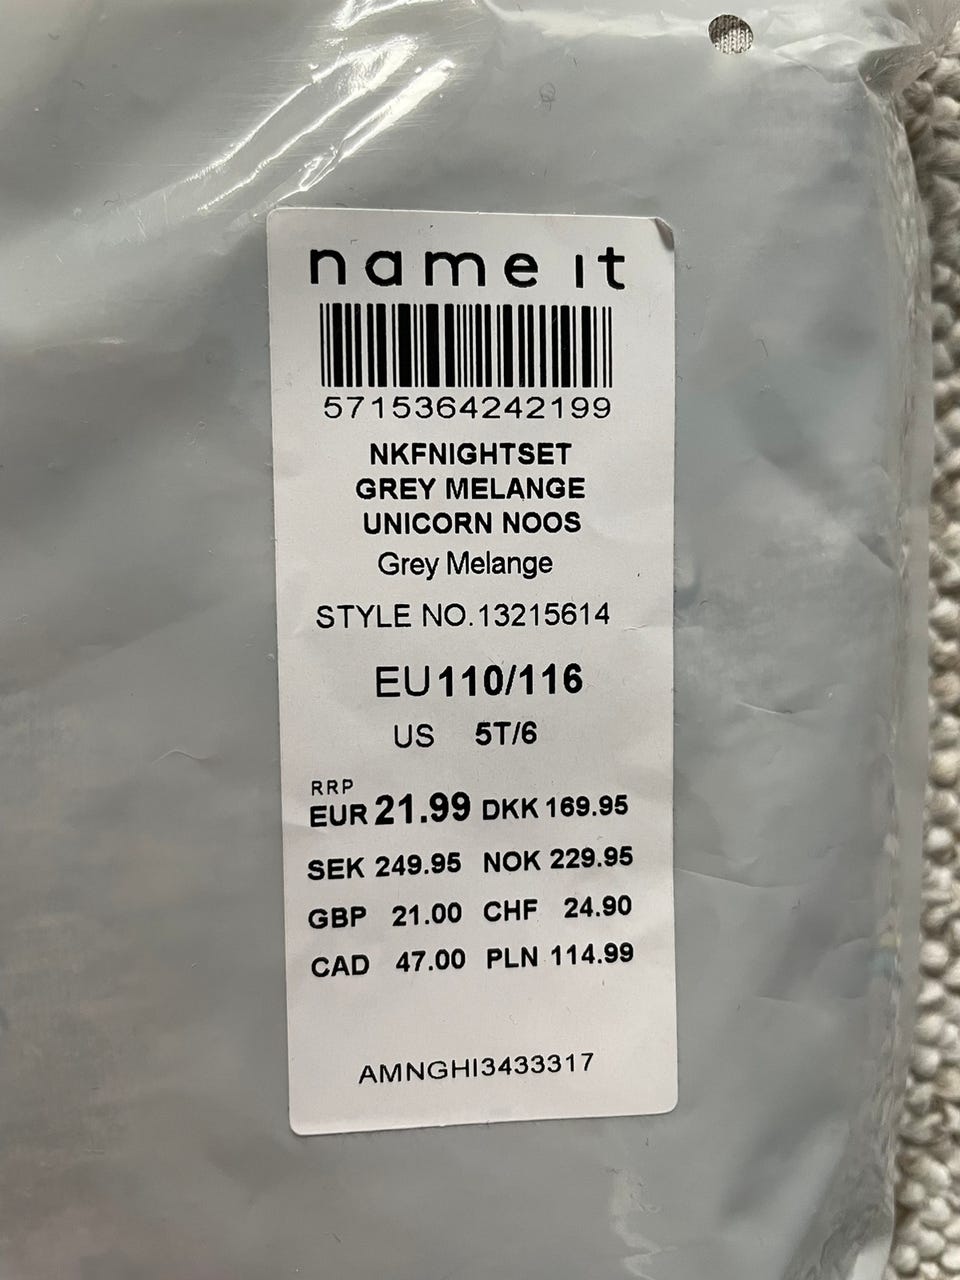 name it
5715364242199
NKFNIGHTSET
GREY MELANGE
UNICORN NOOS
Grey Melange
STYLE NO.13215614
EU110/116
US 5T/6
RRP
EUR 21.99 DKK 169.95
SEK 249.95 NOK 229.95
GBP 21.00 CHF 24.90
CAD 47.00 PLN 114.99
AMNGHI3433317